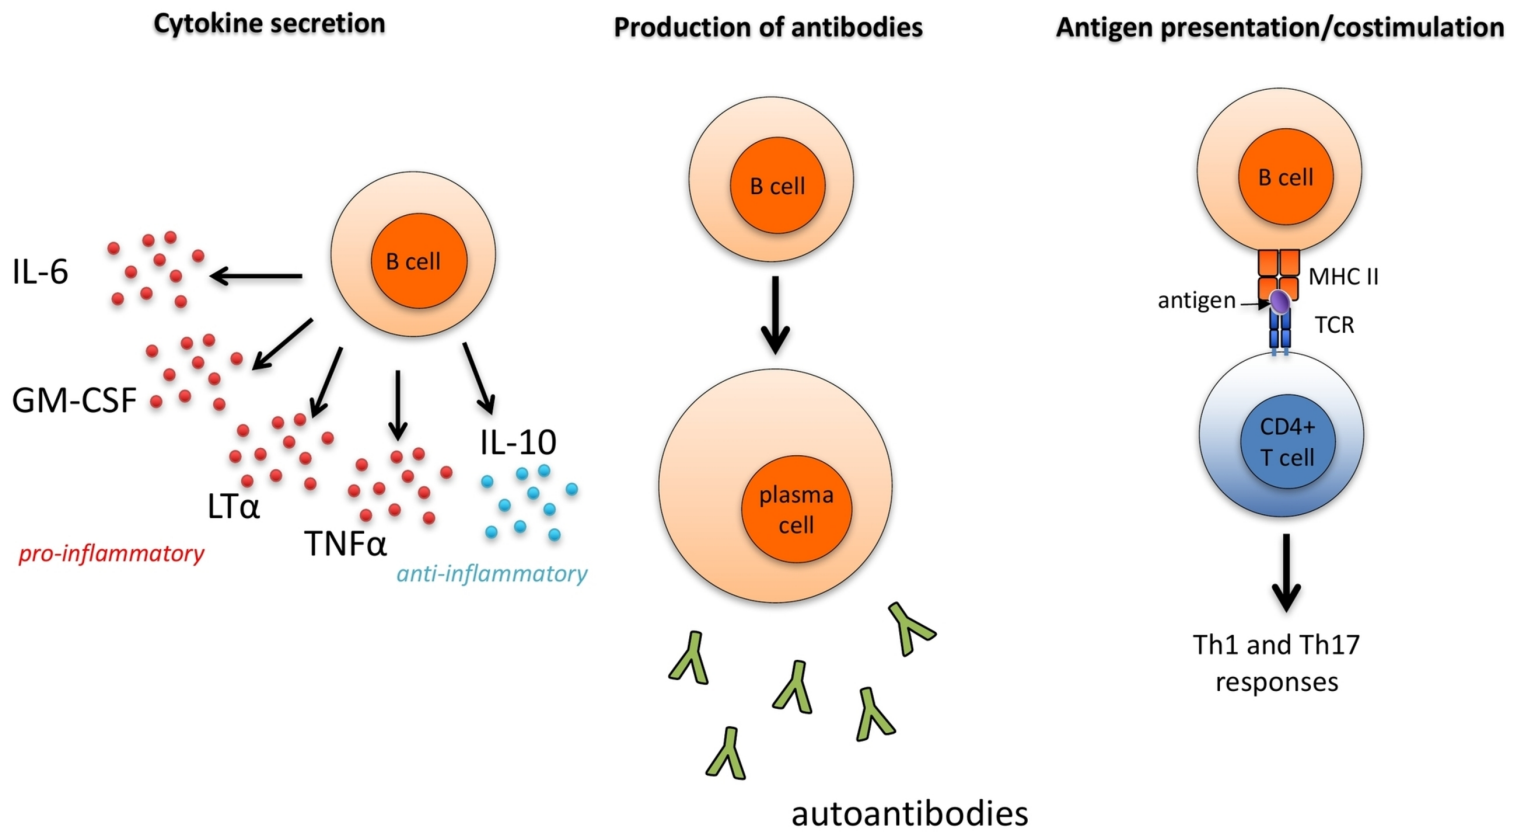 Cytokine secretion
B cell
IL-6
GM-CSF
LTα
TNFα
IL-10
pro-inflammatory
anti-inflammatory
Production of antibodies
B cell
plasma
cell
autoantibodies
Antigen presentation/costimulation
B cell
MHC II
antigen
TCR
CD4+
T cell
Th1 and Th17
responses